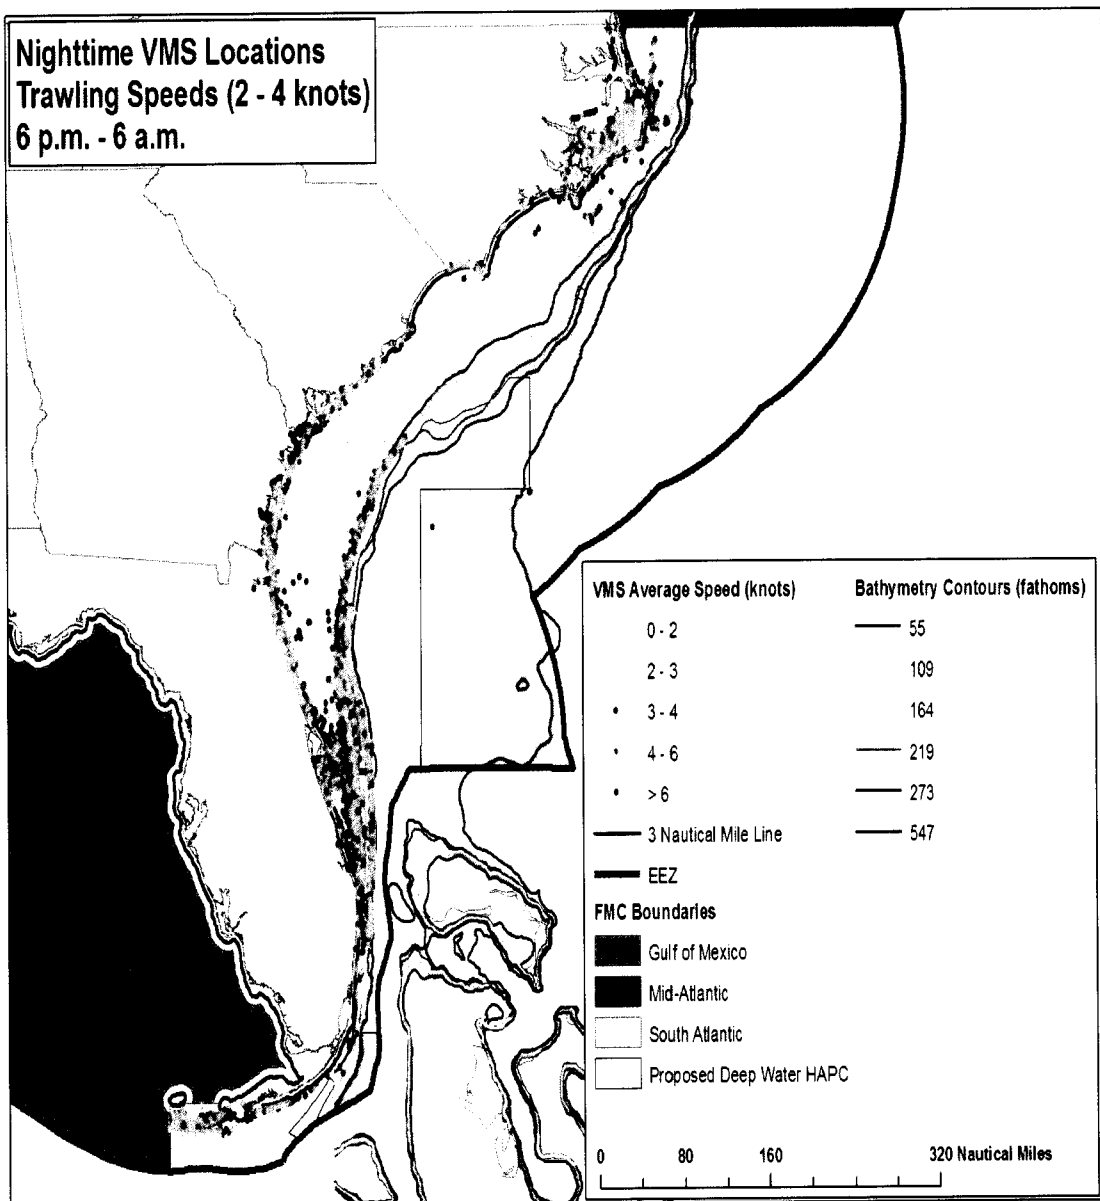 Nighttime VMS Locations
Trawling Speeds (2 - 4 knots)
6 p.m. - 6 a.m.
VMS Average Speed (knots)
0 - 2
2 - 3
3 - 4
4 - 6
> 6
3 Nautical Mile Line
EEZ
FMC Boundaries
Gulf of Mexico
Mid-Atlantic
South Atlantic
Proposed Deep Water HAPC
Bathymetry Contours (fathoms)
55
109
164
219
273
547
0 80 160 320 Nautical Miles